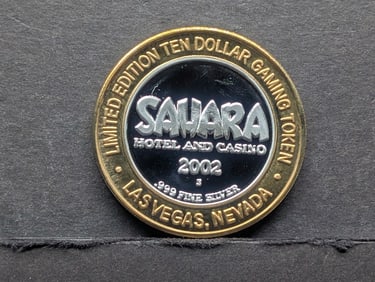 LIMITED EDITION TEN DOLLAR GAMING TOKEN
SAHARA
HOTEL AND CASINO
2002
S
.999 FINE SILVER
• LAS VEGAS, NEVADA •